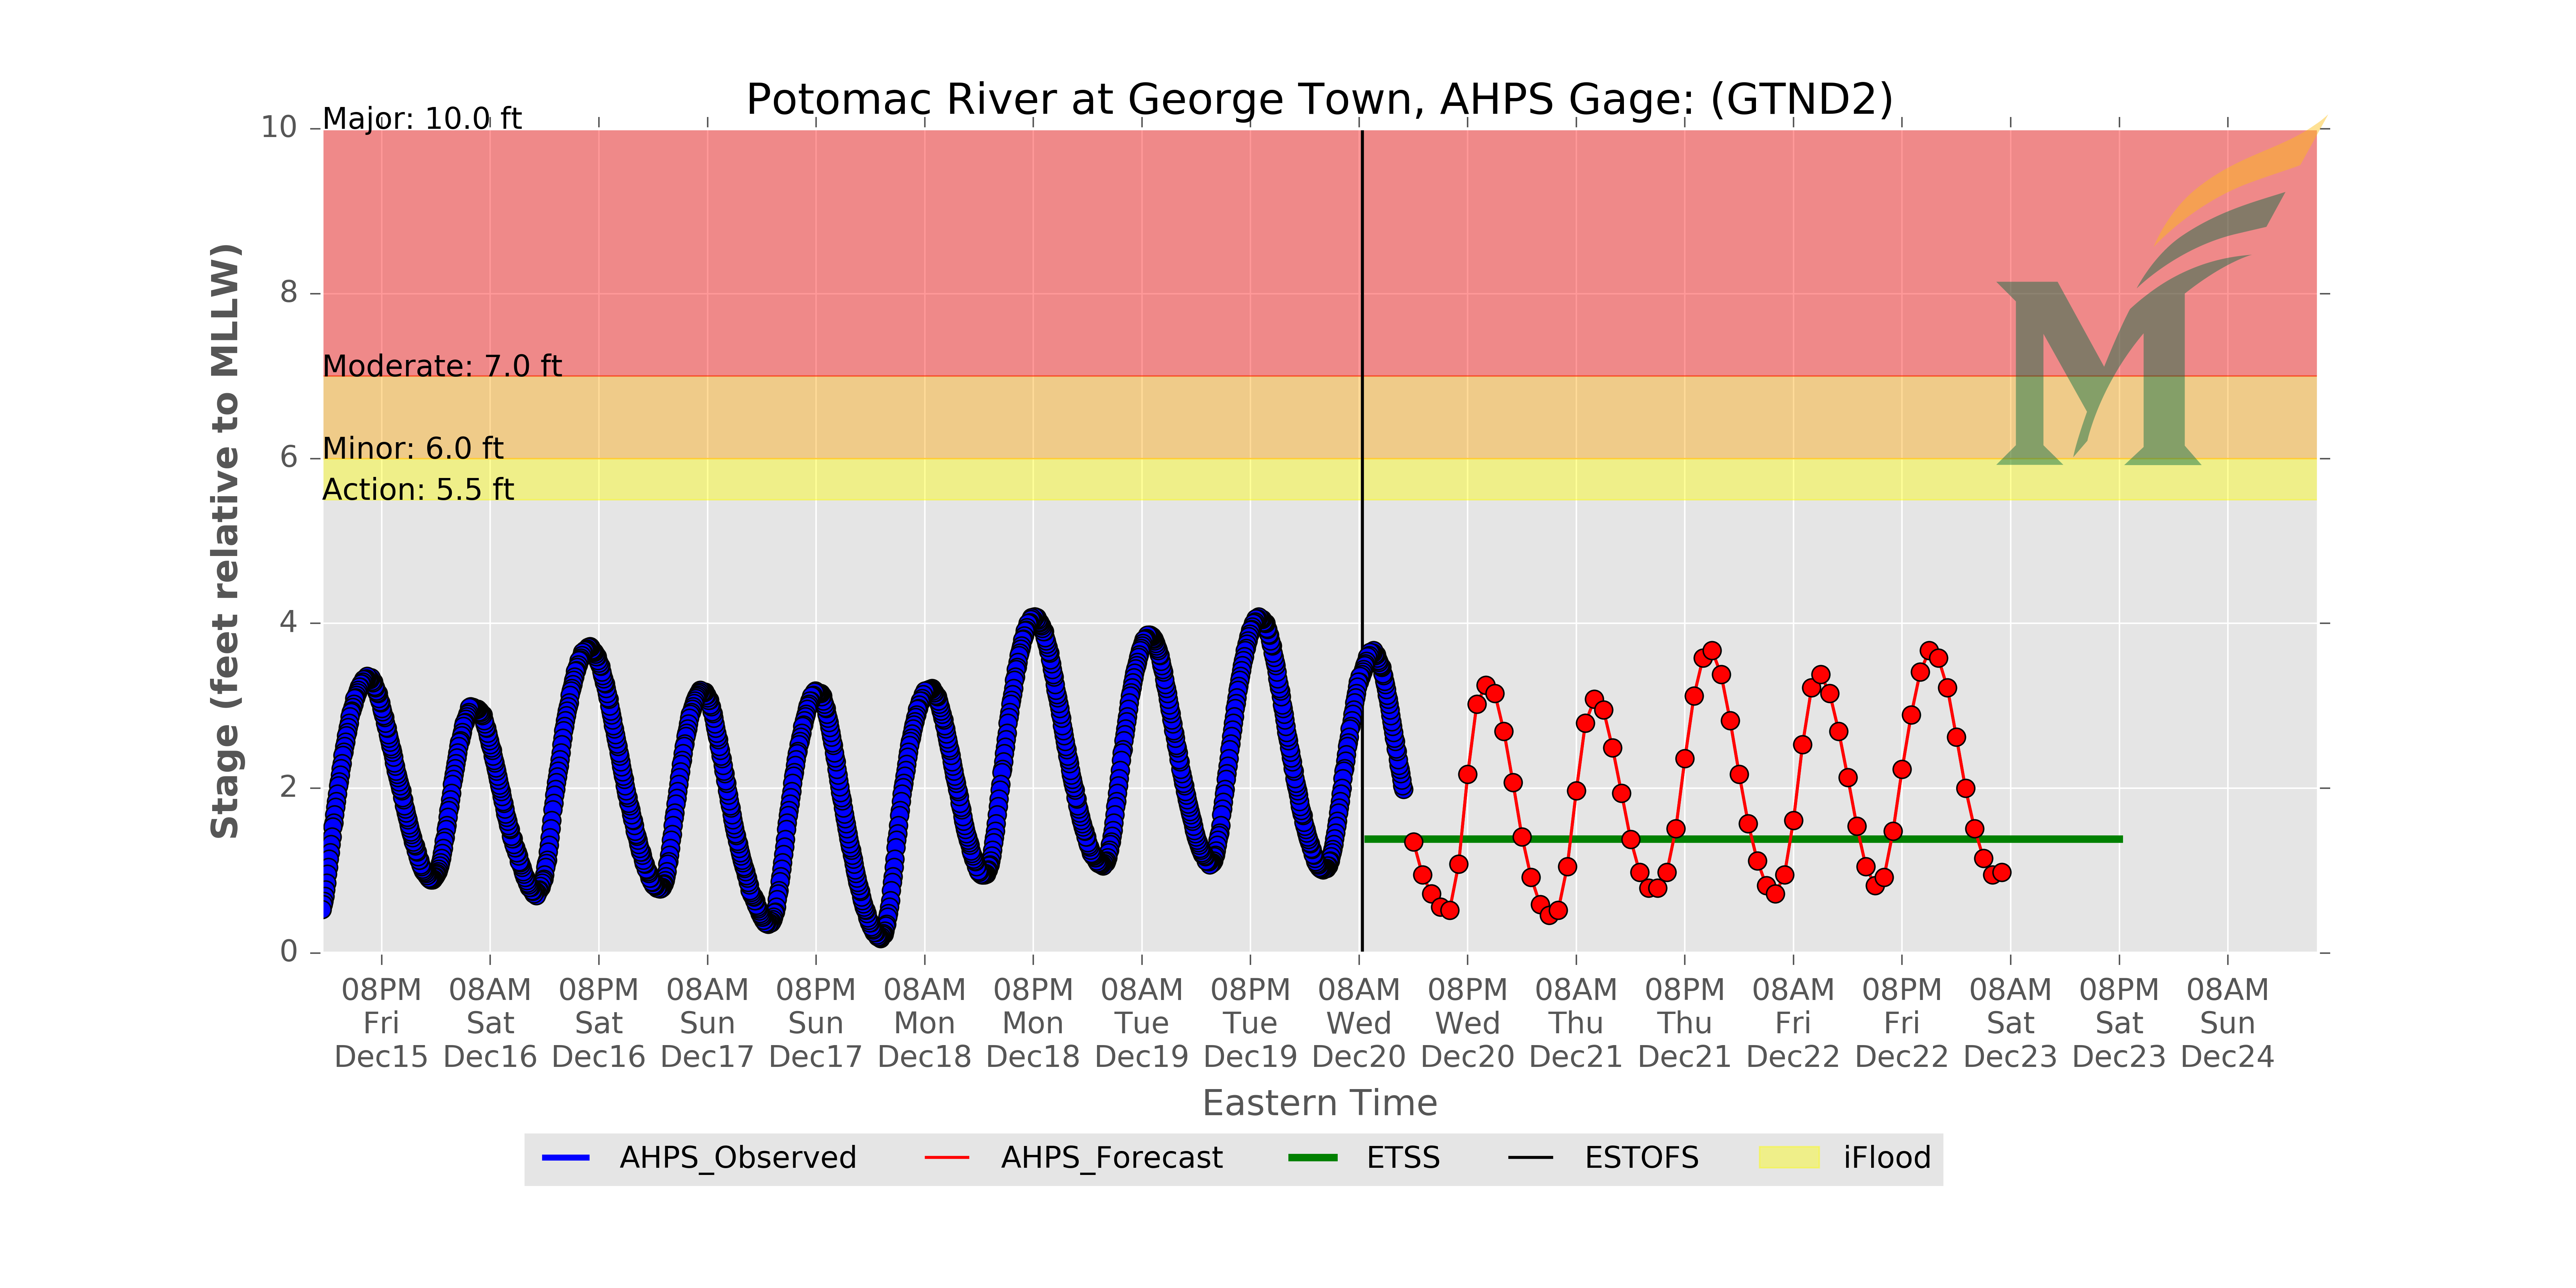 Potomac River at George Town, AHPS Gage: (GTND2)
Major: 10.0 ft
Moderate: 7.0 ft
Minor: 6.0 ft
Action: 5.5 ft
Stage (feet relative to MLLW)
10
8
6
4
2
0
08PM 08AM 08PM 08AM 08PM 08AM 08PM 08AM 08PM 08AM 08PM 08AM 08PM 08AM 08PM 08AM 08PM 08AM
Fri Sat Sat Sun Sun Mon Mon Tue Tue Wed Wed Thu Thu Fri Fri Sat Sat Sun
Dec15 Dec16 Dec16 Dec17 Dec17 Dec18 Dec18 Dec19 Dec19 Dec20 Dec20 Dec21 Dec21 Dec22 Dec22 Dec23 Dec23 Dec24
Eastern Time
AHPS_Observed AHPS_Forecast ETSS ESTOFS iFlood
M